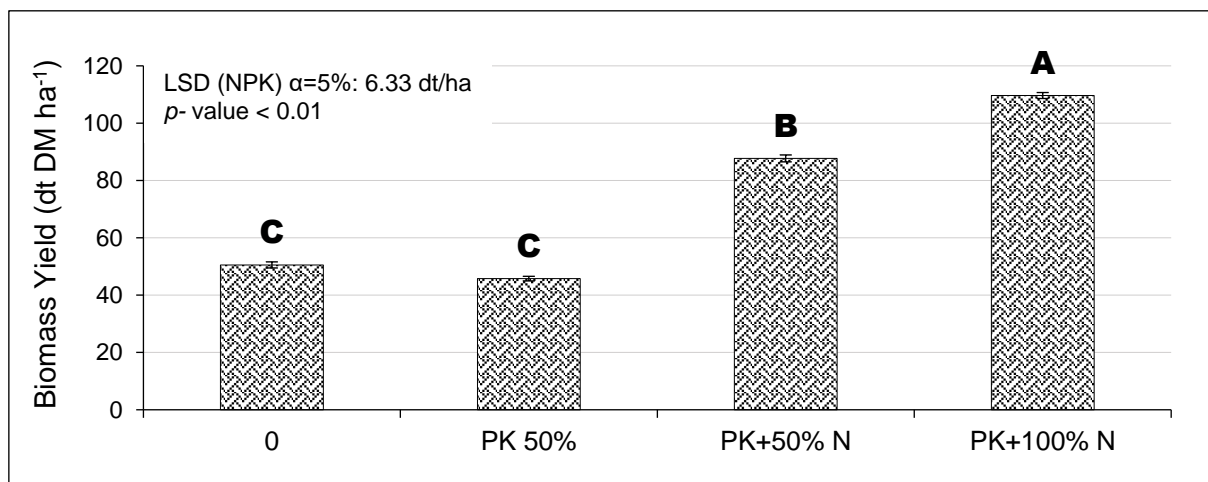 Biomass Yield (dt DM ha⁻¹)
LSD (NPK) α=5%: 6.33 dt/ha
p- value < 0.01
120
100
80
60
40
20
0
C
C
B
A
0
PK 50%
PK+50% N
PK+100% N